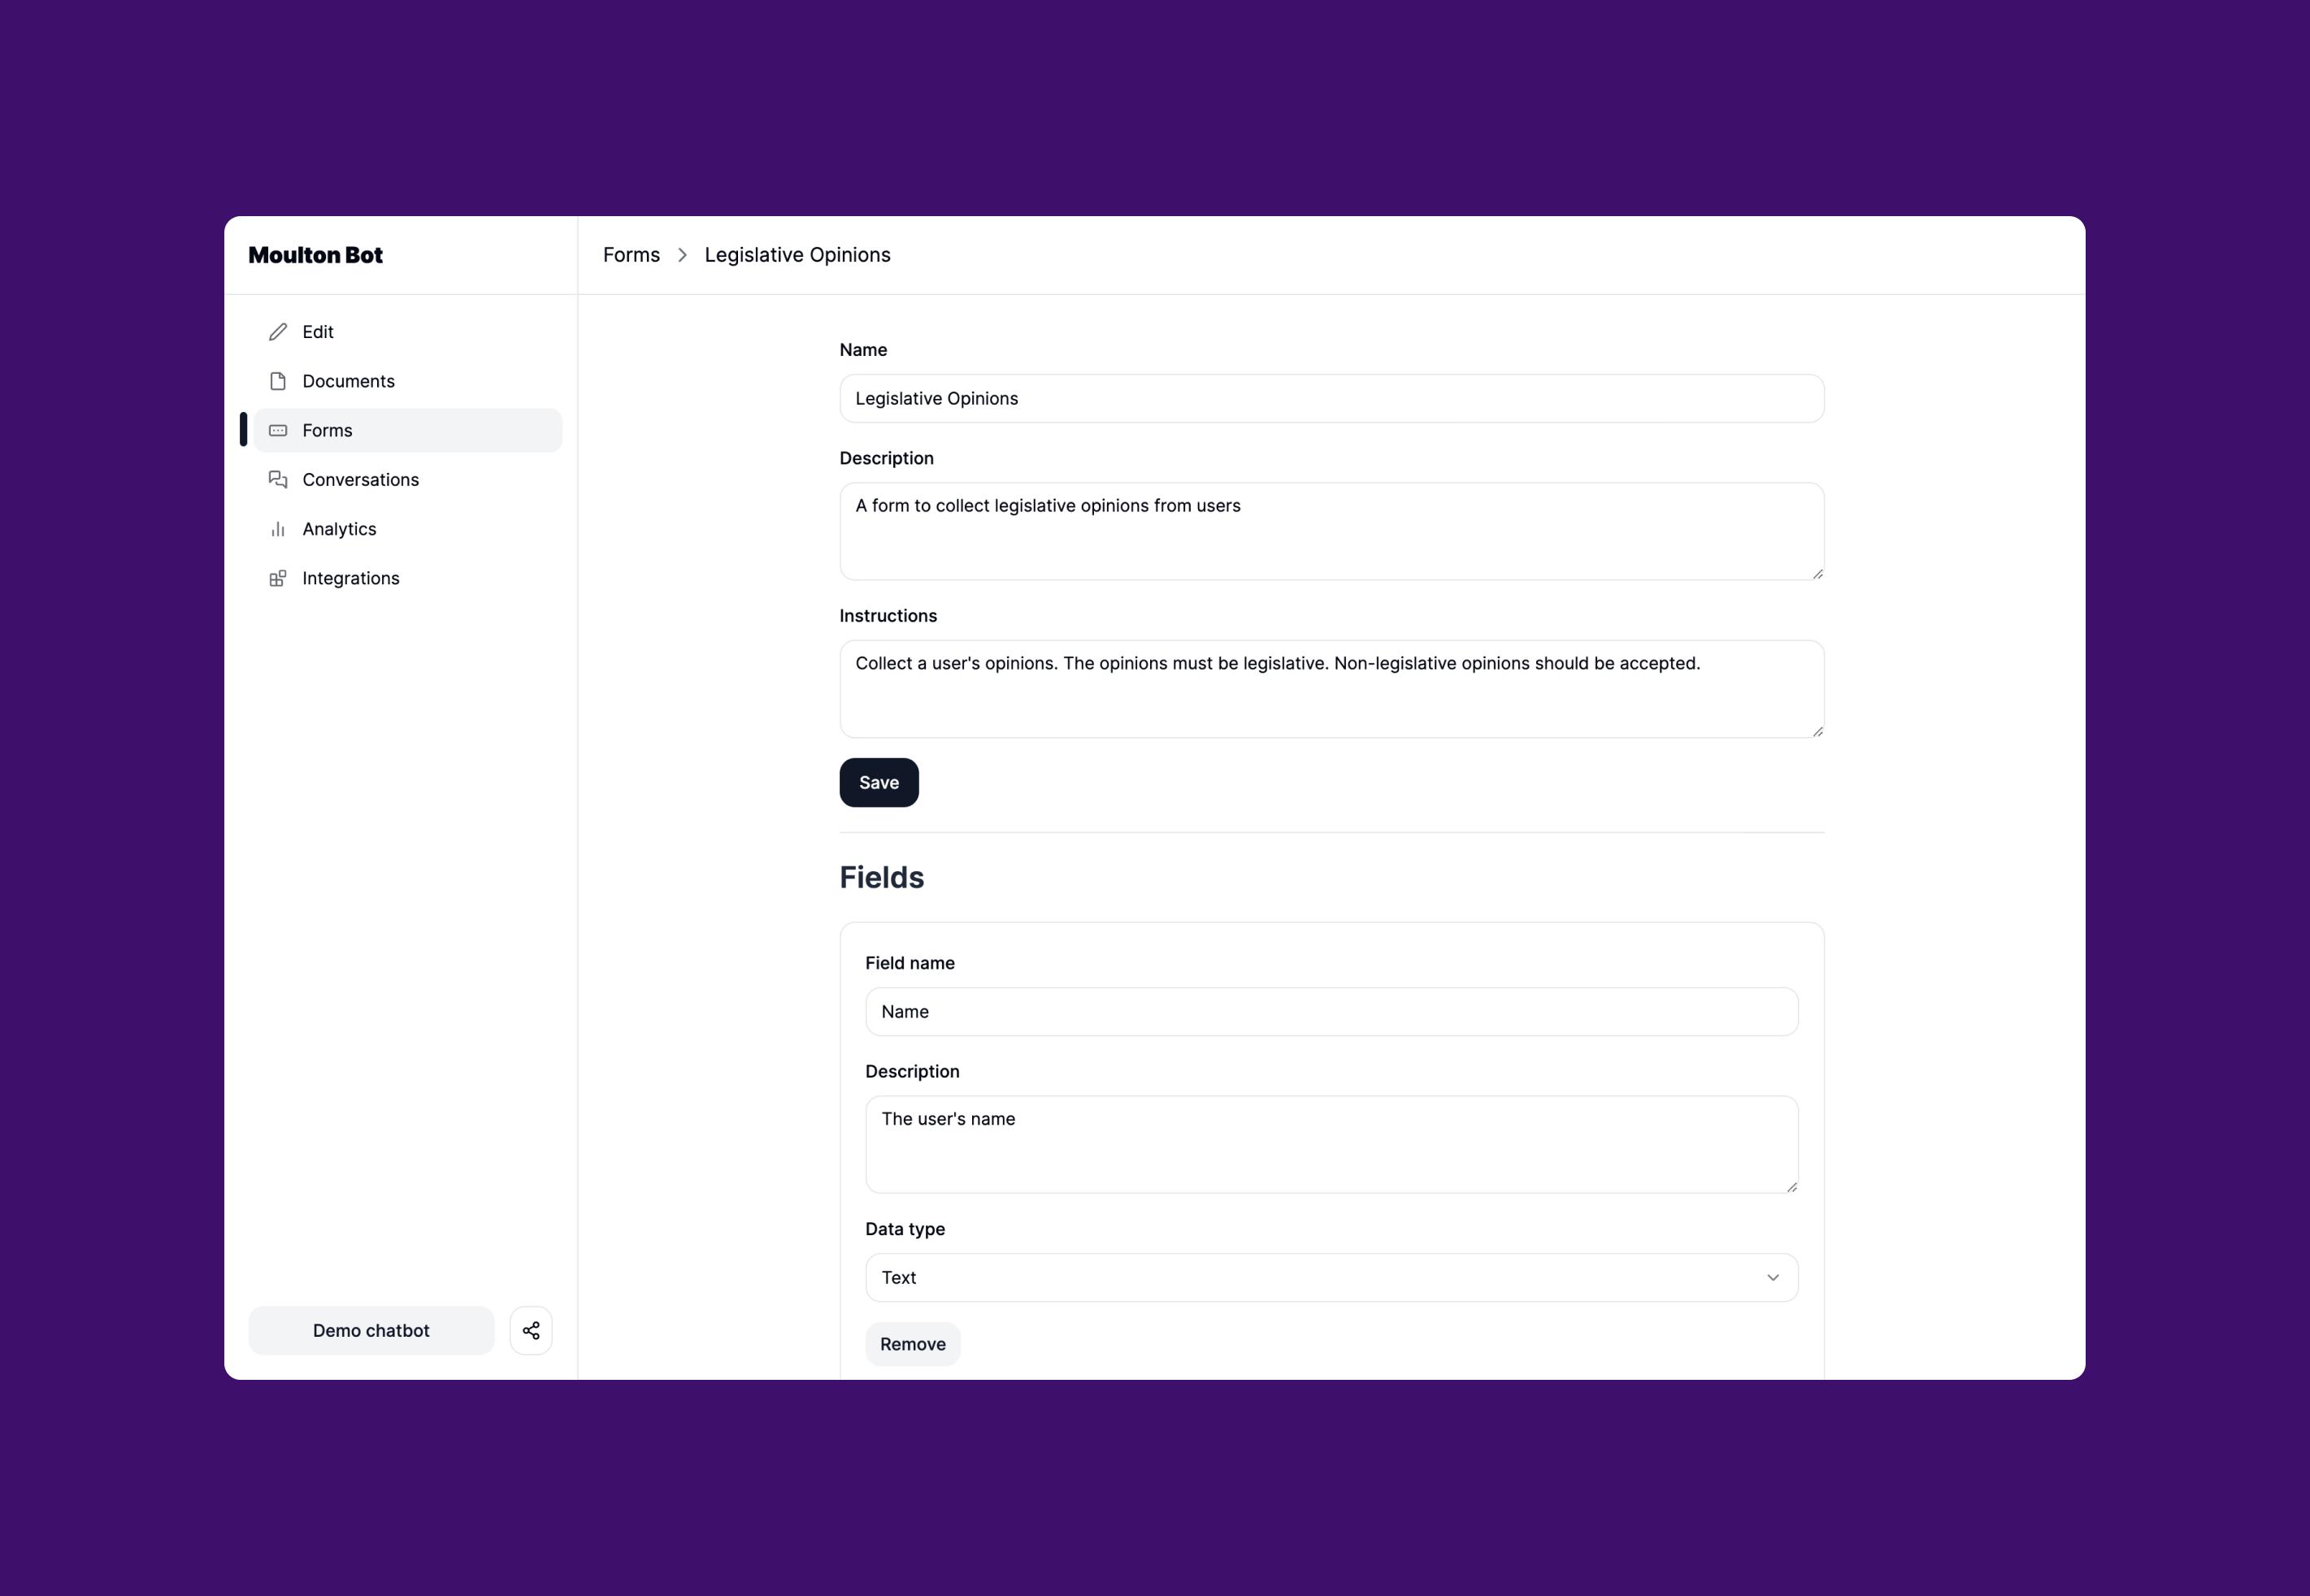 Moulton Bot
Forms > Legislative Opinions
Edit
Documents
Forms
Conversations
Analytics
Integrations
Demo chatbot
Name
Legislative Opinions
Description
A form to collect legislative opinions from users
Instructions
Collect a user's opinions. The opinions must be legislative. Non-legislative opinions should be accepted.
Save
Fields
Field name
Name
Description
The user's name
Data type
Text
Remove